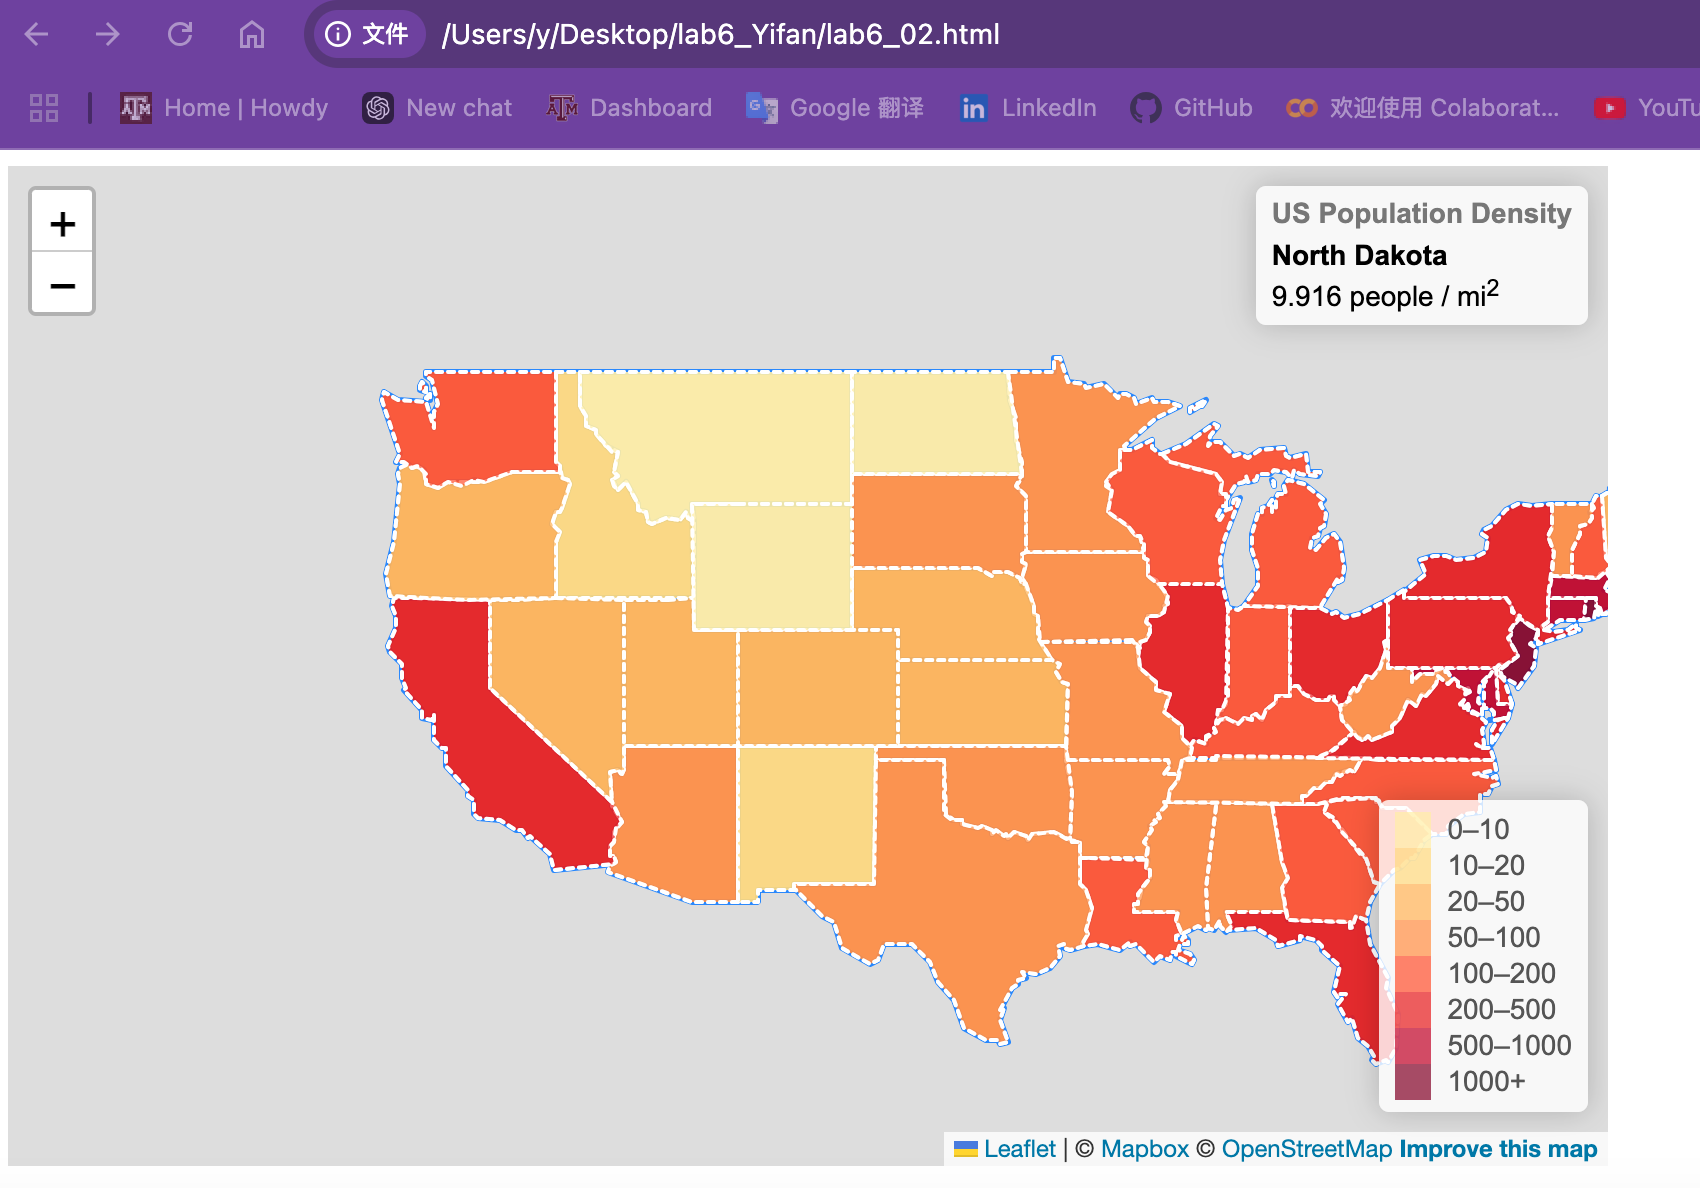 文件 /Users/y/Desktop/lab6_Yifan/lab6_02.html
Home | Howdy New chat Dashboard Google 翻译 LinkedIn GitHub 欢迎使用 Colaborat... YouTu
+
−
US Population Density
North Dakota
9.916 people / mi²
0–10
10–20
20–50
50–100
100–200
200–500
500–1000
1000+
Leaflet | © Mapbox © OpenStreetMap Improve this map